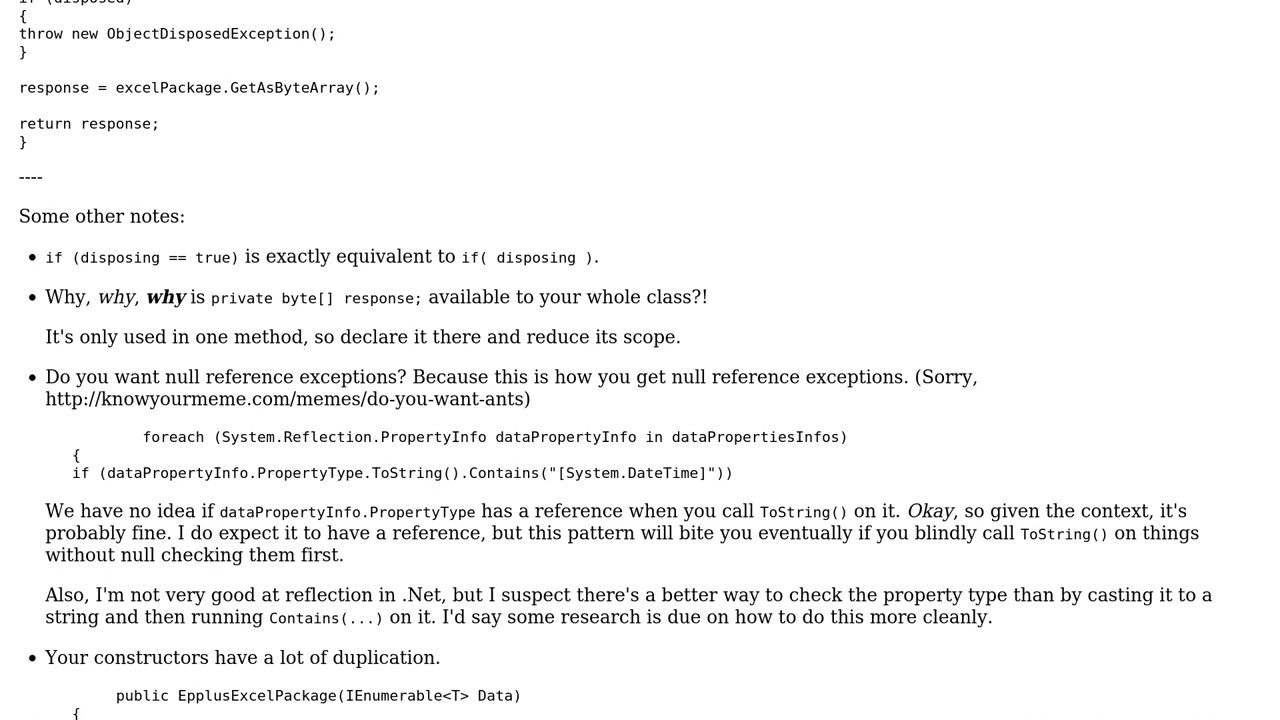 if (disposed)
{
throw new ObjectDisposedException();
}
response = excelPackage.GetAsByteArray();
return response;
}
----
Some other notes:
• if (disposing == true) is exactly equivalent to if( disposing ).
• Why, why, why is private byte[] response; available to your whole class?!
It's only used in one method, so declare it there and reduce its scope.
• Do you want null reference exceptions? Because this is how you get null reference exceptions. (Sorry,
http://knowyourmeme.com/memes/do-you-want-ants)
foreach (System.Reflection.PropertyInfo dataPropertyInfo in dataPropertiesInfos)
{
if (dataPropertyInfo.PropertyType.ToString().Contains("[System.DateTime]"))
We have no idea if dataPropertyInfo.PropertyType has a reference when you call ToString() on it. Okay, so given the context, it's
probably fine. I do expect it to have a reference, but this pattern will bite you eventually if you blindly call ToString() on things
without null checking them first.
Also, I'm not very good at reflection in .Net, but I suspect there's a better way to check the property type than by casting it to a
string and then running Contains(...) on it. I'd say some research is due on how to do this more cleanly.
• Your constructors have a lot of duplication.
public EpplusExcelPackage(IEnumerable<T> Data)
{